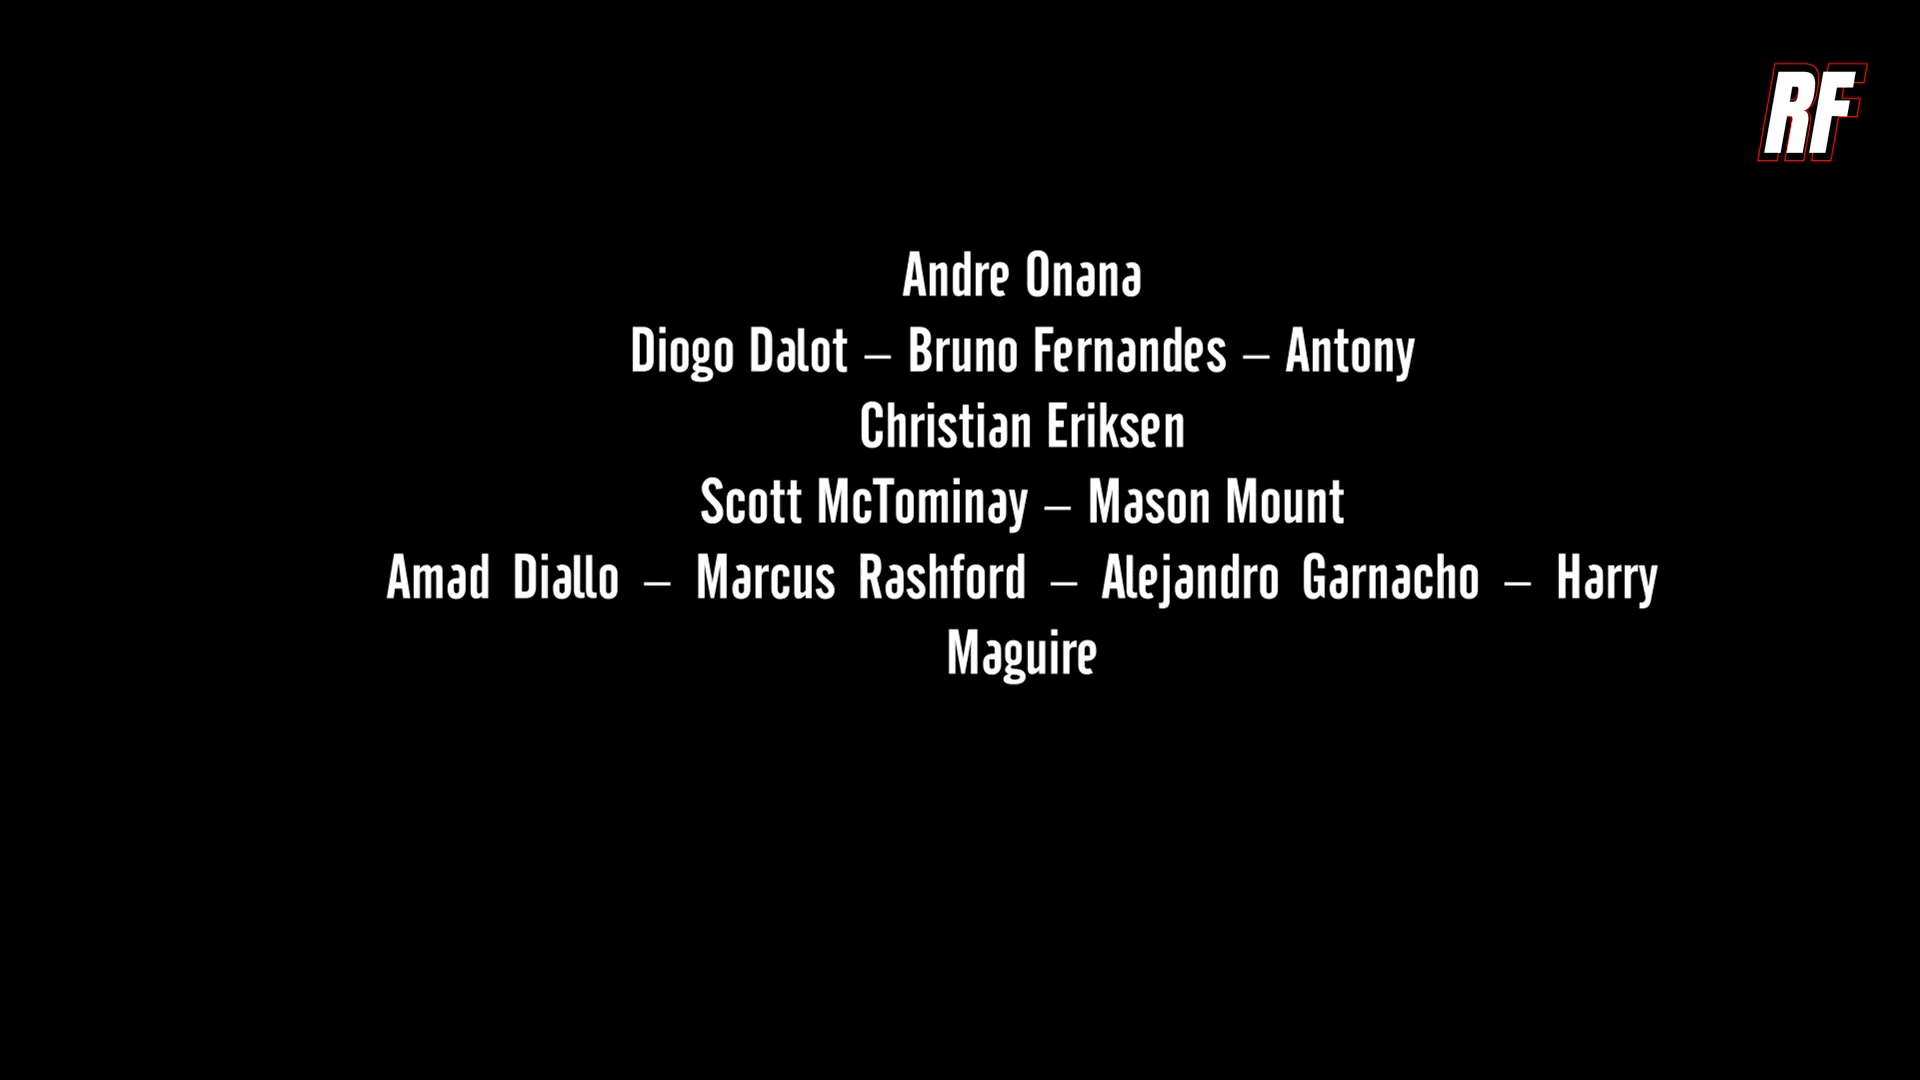 RF
Andre Onana
Diogo Dalot – Bruno Fernandes – Antony
Christian Eriksen
Scott McTominay – Mason Mount
Amad Diallo – Marcus Rashford – Alejandro Garnacho – Harry
Maguire